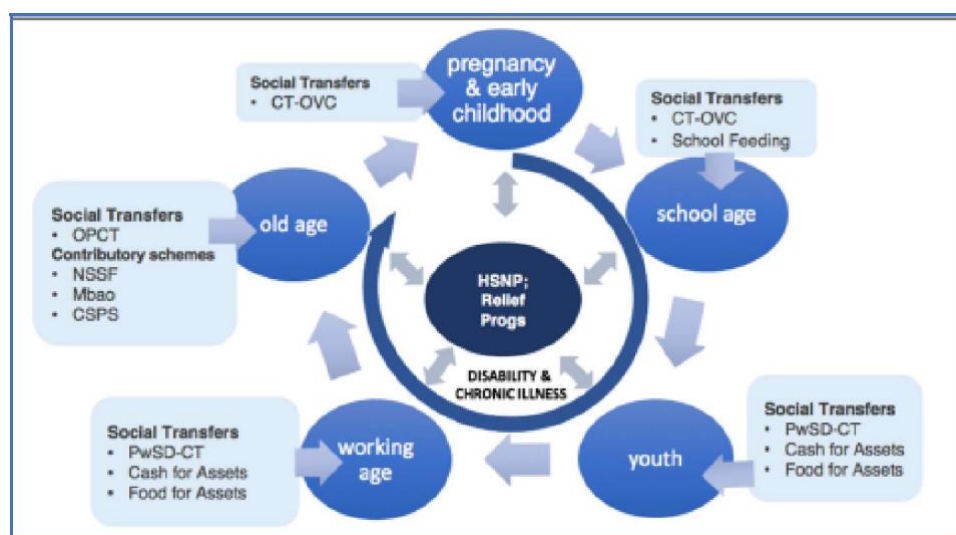 pregnancy
& early
childhood
Social Transfers
• CT-OVC
Social Transfers
• CT-OVC
• School Feeding
school age
old age
Social Transfers
• OPCT
Contributory schemes
• NSSF
• Mbao
• CSPS
HSNP;
Relief
Progs
DISABILITY &
CHRONIC ILLNESS
Social Transfers
• PwSD-CT
• Cash for Assets
• Food for Assets
working
age
youth
Social Transfers
• PwSD-CT
• Cash for Assets
• Food for Assets